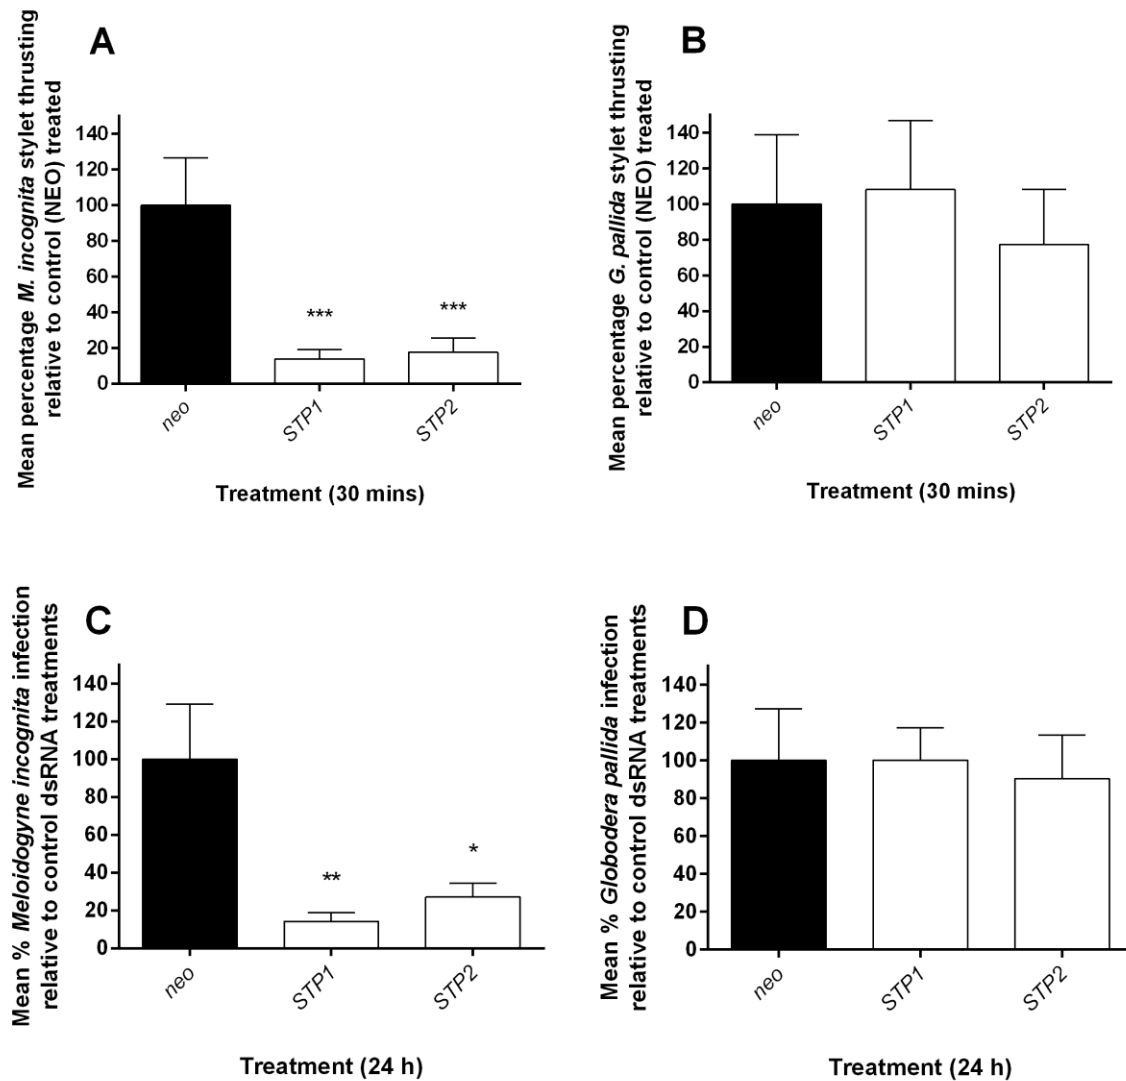 A
Mean percentage M. incognita stylet thrusting
relative to control (NEO) treated
140
120
100
80
60
40
20
0
***
***
neo
STP1
STP2
Treatment (30 mins)
B
Mean percentage G. pallida stylet thrusting
relative to control (NEO) treated
140
120
100
80
60
40
20
0
neo
STP1
STP2
Treatment (30 mins)
C
Mean % Meloidogyne incognita infection
relative to control dsRNA treatments
140
120
100
80
60
40
20
0
**
*
neo
STP1
STP2
Treatment (24 h)
D
Mean % Globodera pallida infection
relative to control dsRNA treatments
140
120
100
80
60
40
20
0
neo
STP1
STP2
Treatment (24 h)